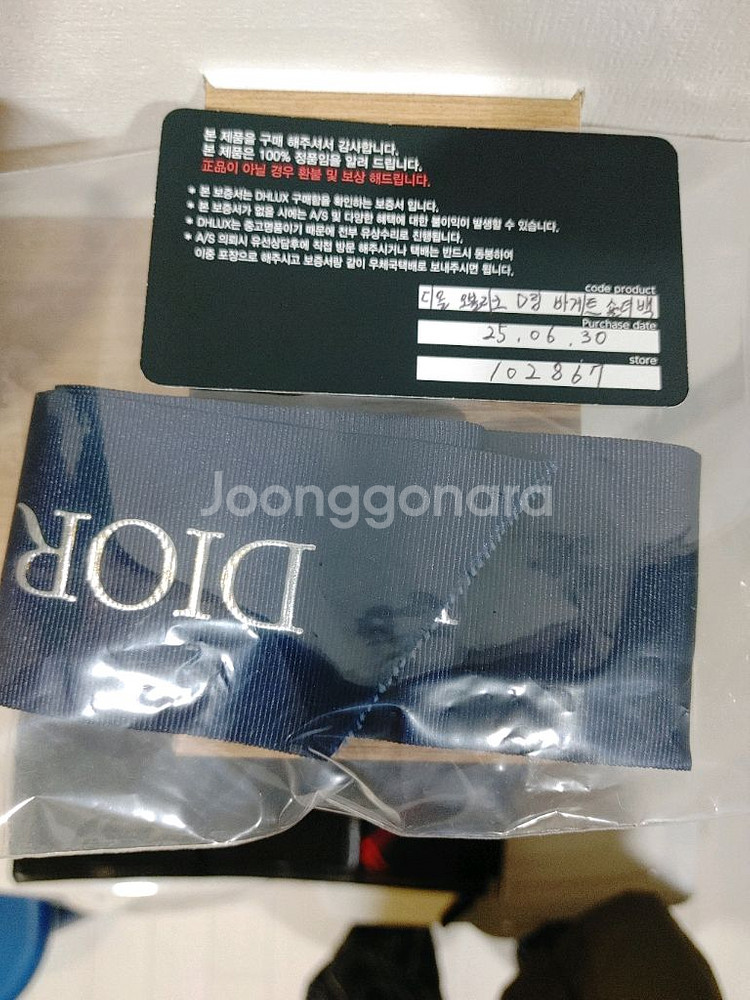 본 제품을 구매 해주셔서 감사합니다.
본 제품은 100% 정품임을 알려 드립니다.
正品이 아닐 경우 환불 및 보상 해드립니다.
* 본 보증서는 DHLUX 구매함을 확인하는 보증서 입니다.
* 본 보증서가 없을 시에는 A/S 및 다양한 혜택에 대한 불이익이 발생할 수 있습니다.
* DHLUX는 중고명품이기 때문에 전부 유상수리로 진행됩니다.
* A/S 의뢰시 유선상담후에 직접 방문 해주시거나 택배는 반드시 동봉하여
이중 포장으로 해주시고 보증서랑 같이 우체국택배로 보내주시면 됩니다.
code product
디올 오블리크 D링 바게트 숄더백
Purchase date
25.06.30
store
102867
Joonggonara
DIOR